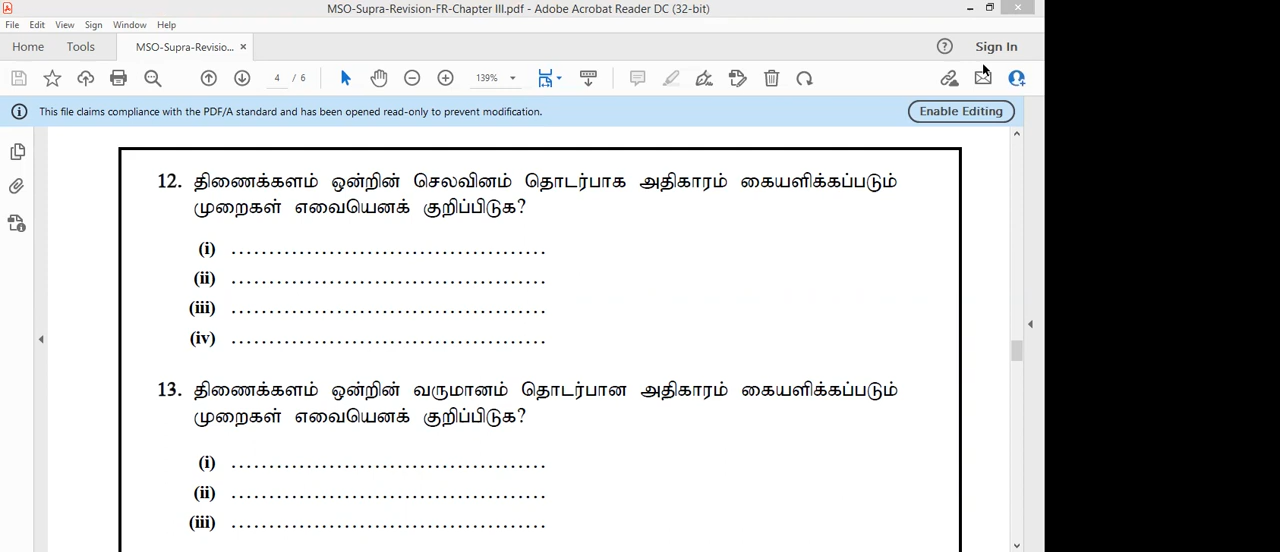 MSO-Supra-Revision-FR-Chapter III.pdf - Adobe Acrobat Reader DC (32-bit)
File Edit View Sign Window Help
Home Tools MSO-Supra-Revisio... × Sign In
4 / 6 139%
This file claims compliance with the PDF/A standard and has been opened read-only to prevent modification. Enable Editing
12. திணைக்களம் ஒன்றின் செலவினம் தொடர்பாக அதிகாரம் கையளிக்கப்படும்
முறைகள் எவையெனக் குறிப்பிடுக?
(i) ..........................................
(ii) ..........................................
(iii) ..........................................
(iv) ..........................................
13. திணைக்களம் ஒன்றின் வருமானம் தொடர்பான அதிகாரம் கையளிக்கப்படும்
முறைகள் எவையெனக் குறிப்பிடுக?
(i) ..........................................
(ii) ..........................................
(iii) ..........................................